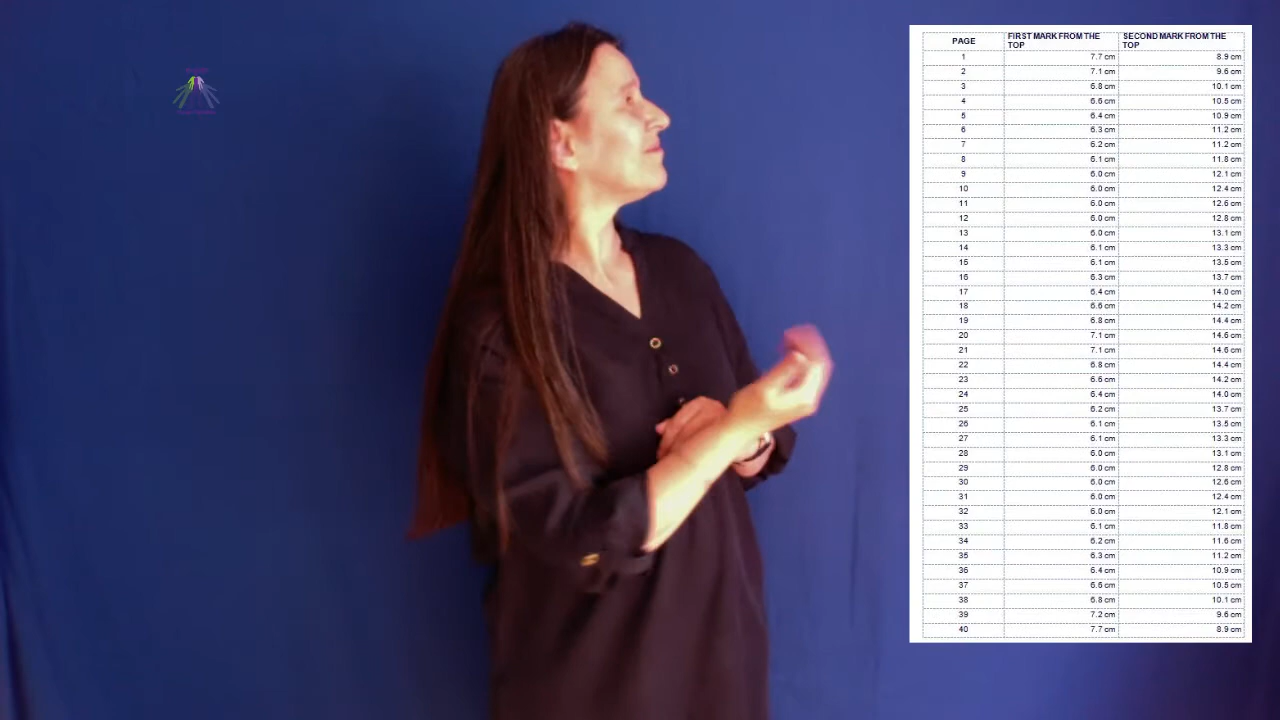 PAGE FIRST MARK FROM THE TOP SECOND MARK FROM THE TOP
1 7.7 cm 8.9 cm
2 7.1 cm 9.6 cm
3 6.8 cm 10.1 cm
4 6.6 cm 10.5 cm
5 6.4 cm 10.9 cm
6 6.3 cm 11.2 cm
7 6.2 cm 11.2 cm
8 6.1 cm 11.8 cm
9 6.0 cm 12.1 cm
10 6.0 cm 12.4 cm
11 6.0 cm 12.6 cm
12 6.0 cm 12.8 cm
13 6.0 cm 13.1 cm
14 6.1 cm 13.3 cm
15 6.1 cm 13.5 cm
16 6.3 cm 13.7 cm
17 6.4 cm 14.0 cm
18 6.6 cm 14.2 cm
19 6.8 cm 14.4 cm
20 7.1 cm 14.6 cm
21 7.1 cm 14.6 cm
22 6.8 cm 14.4 cm
23 6.6 cm 14.2 cm
24 6.4 cm 14.0 cm
25 6.2 cm 13.7 cm
26 6.1 cm 13.5 cm
27 6.1 cm 13.3 cm
28 6.0 cm 13.1 cm
29 6.0 cm 12.8 cm
30 6.0 cm 12.6 cm
31 6.0 cm 12.4 cm
32 6.0 cm 12.1 cm
33 6.1 cm 11.8 cm
34 6.2 cm 11.6 cm
35 6.3 cm 11.2 cm
36 6.4 cm 10.9 cm
37 6.6 cm 10.5 cm
38 6.8 cm 10.1 cm
39 7.2 cm 9.6 cm
40 7.7 cm 8.9 cm